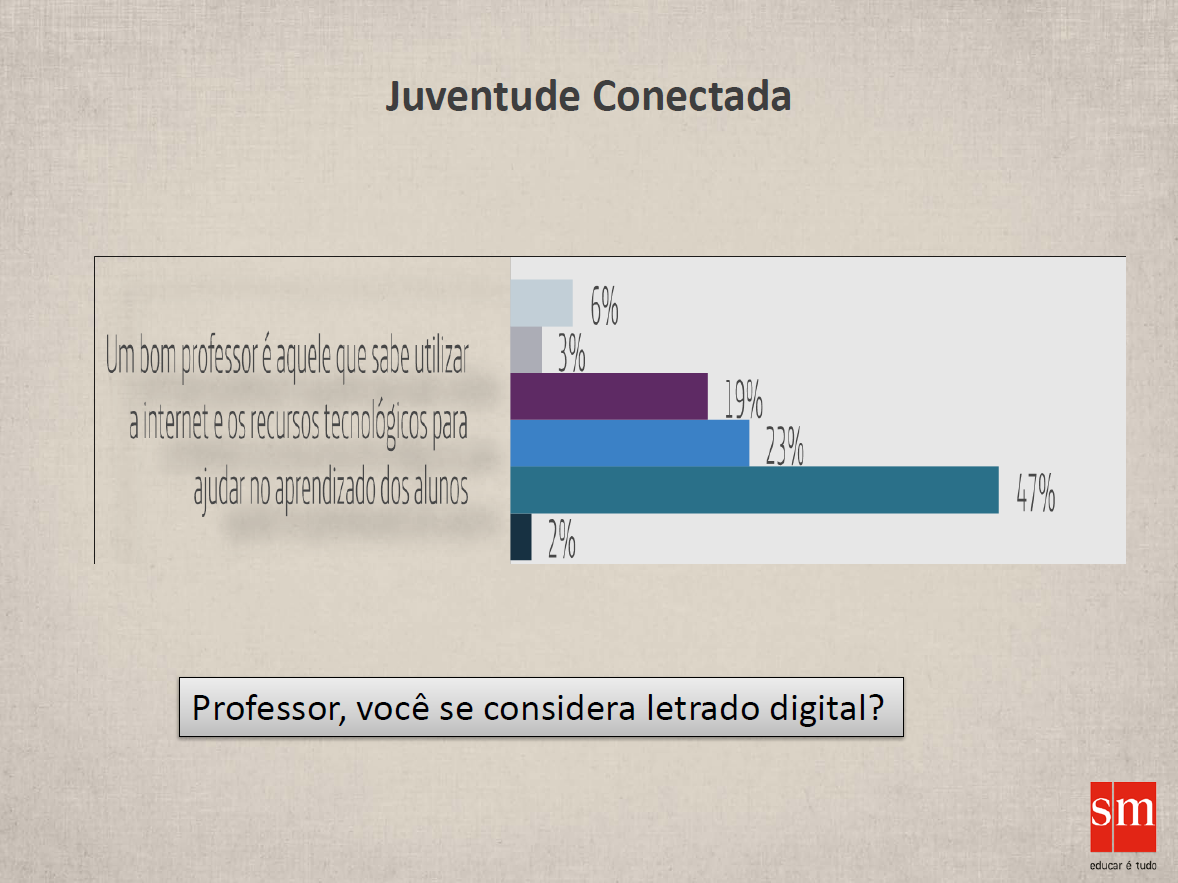 Juventude Conectada
Um bom professor é aquele que sabe utilizar
a internet e os recursos tecnológicos para
ajudar no aprendizado dos alunos
6%
3%
19%
23%
47%
2%
Professor, você se considera letrado digital?
sm
educar é tudo